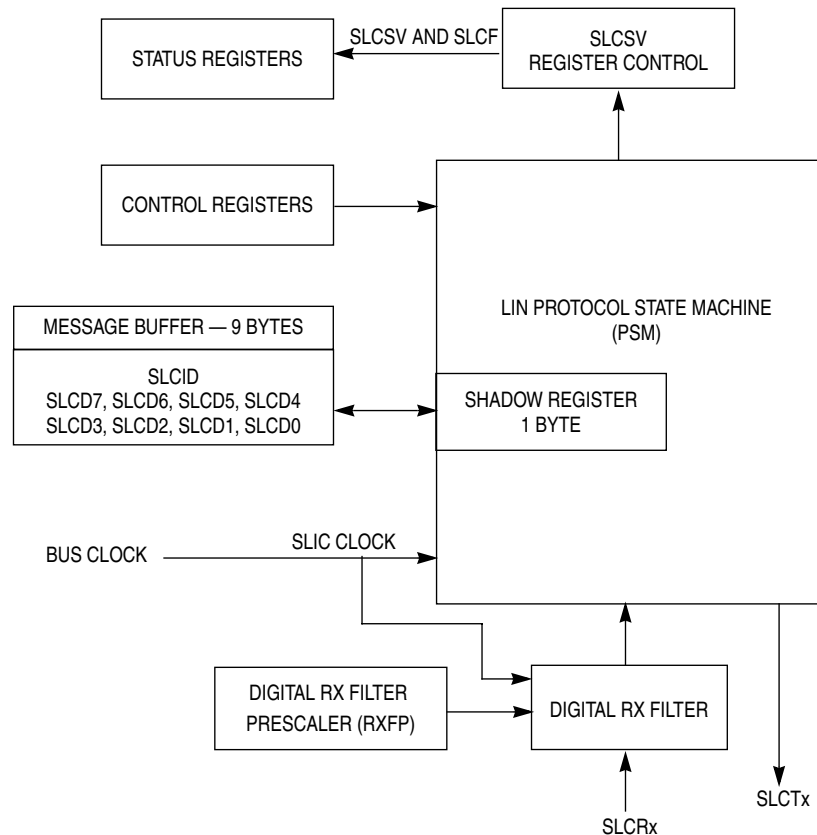 SLCSV AND SLCF
STATUS REGISTERS
SLCSV
REGISTER CONTROL
CONTROL REGISTERS
LIN PROTOCOL STATE MACHINE
(PSM)
MESSAGE BUFFER — 9 BYTES
SLCID
SLCD7, SLCD6, SLCD5, SLCD4
SLCD3, SLCD2, SLCD1, SLCD0
SHADOW REGISTER
1 BYTE
BUS CLOCK
SLIC CLOCK
DIGITAL RX FILTER
PRESCALER (RXFP)
DIGITAL RX FILTER
SLCTx
SLCRx